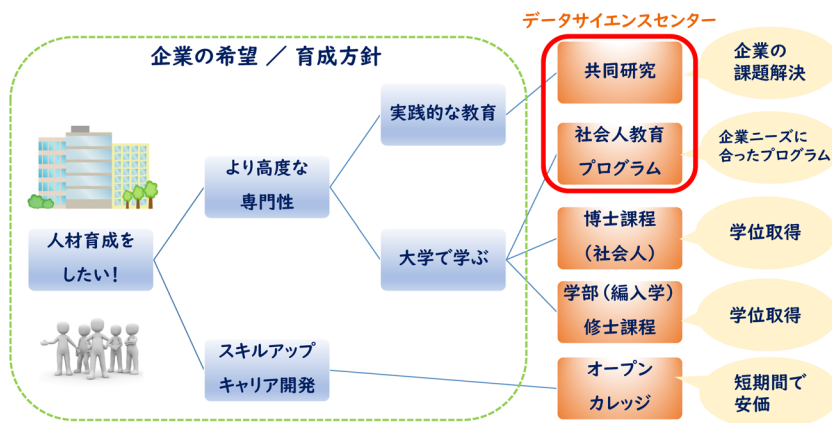 データサイエンスセンター
企業の希望 / 育成方針
人材育成を
したい!
より高度な
専門性
スキルアップ
キャリア開発
実践的な教育
大学で学ぶ
共同研究
企業の
課題解決
社会人教育
プログラム
企業ニーズに
合ったプログラム
博士課程
(社会人)
学位取得
学部(編入学)
修士課程
学位取得
オープン
カレッジ
短期間で
安価